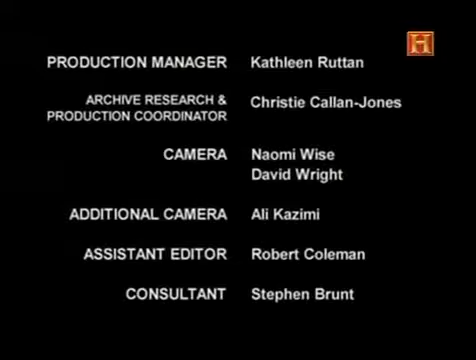 PRODUCTION MANAGER Kathleen Ruttan
ARCHIVE RESEARCH & Christie Callan-Jones
PRODUCTION COORDINATOR
CAMERA Naomi Wise
David Wright
ADDITIONAL CAMERA Ali Kazimi
ASSISTANT EDITOR Robert Coleman
CONSULTANT Stephen Brunt
H